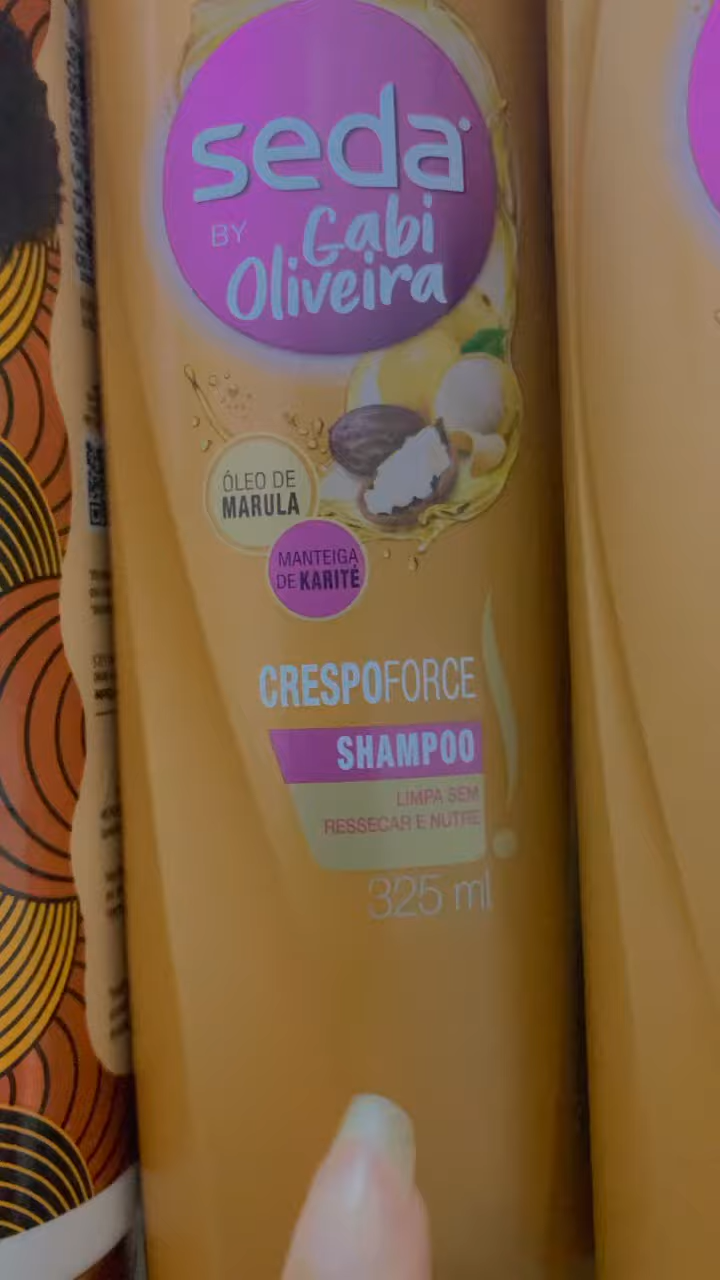 seda
BY Gabi
Oliveira
ÓLEO DE
MARULA
MANTEIGA
DE KARITÉ
CRESPOFORCE
SHAMPOO
LIMPA SEM
RESSECAR E NUTRE
325 ml